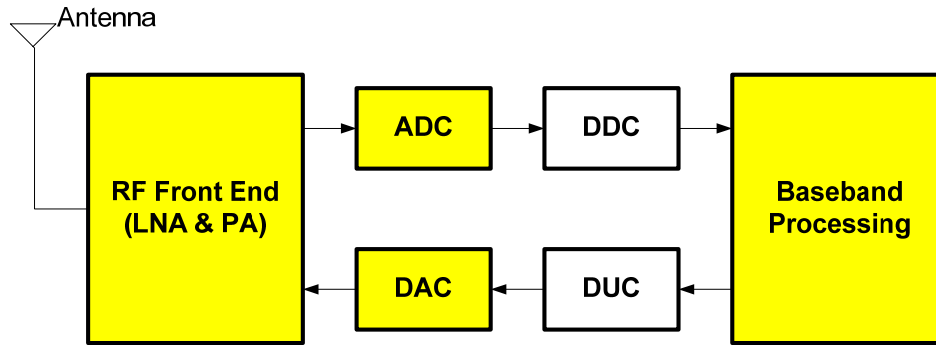 Antenna
RF Front End
(LNA & PA)
ADC
DDC
Baseband
Processing
DAC
DUC